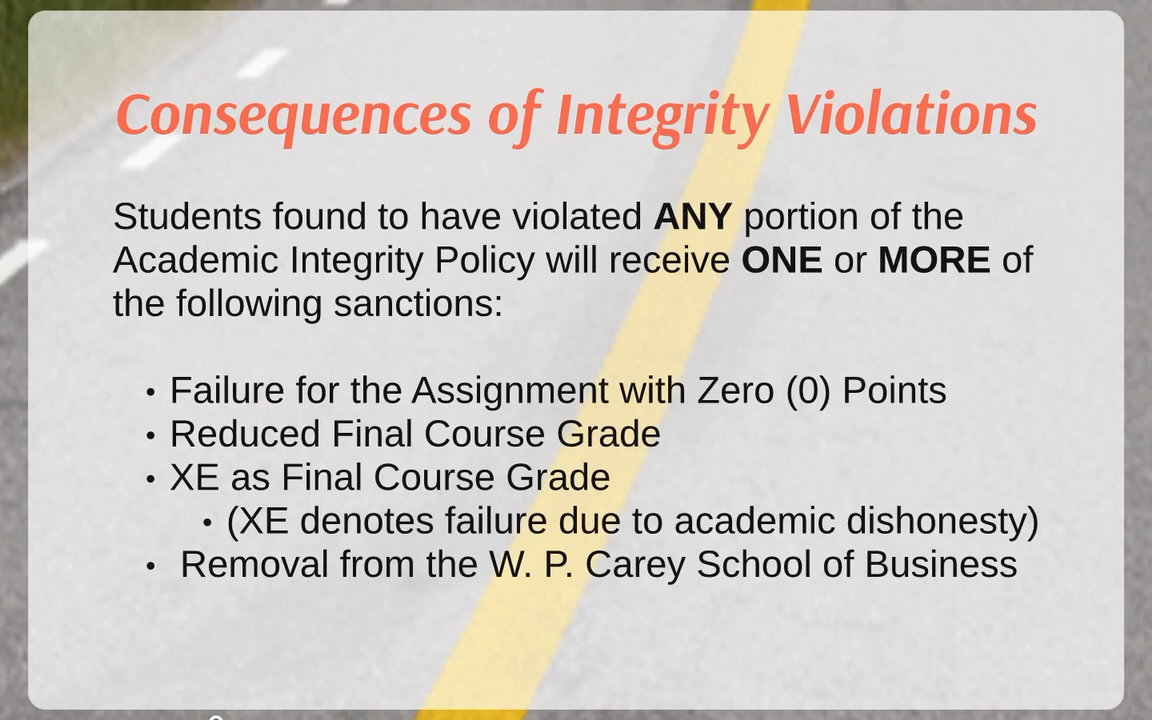 Consequences of Integrity Violations
Students found to have violated ANY portion of the
Academic Integrity Policy will receive ONE or MORE of
the following sanctions:
• Failure for the Assignment with Zero (0) Points
• Reduced Final Course Grade
• XE as Final Course Grade
• (XE denotes failure due to academic dishonesty)
• Removal from the W. P. Carey School of Business